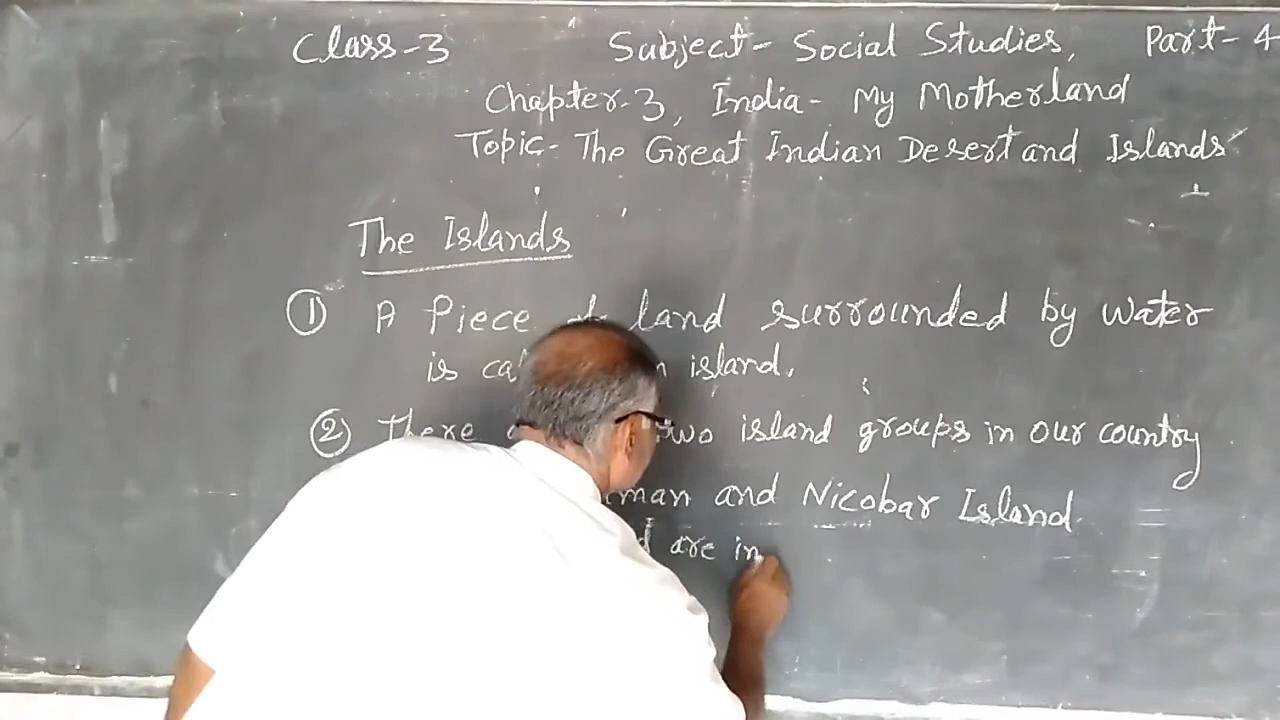 Class-3 Subject- Social Studies, Part-4
Chapter-3, India- My Motherland
Topic- The Great Indian Desert and Islands
The Islands
① A Piece of land surrounded by water
is island.
② There two island groups in our country
and Nicobar Island.
are in